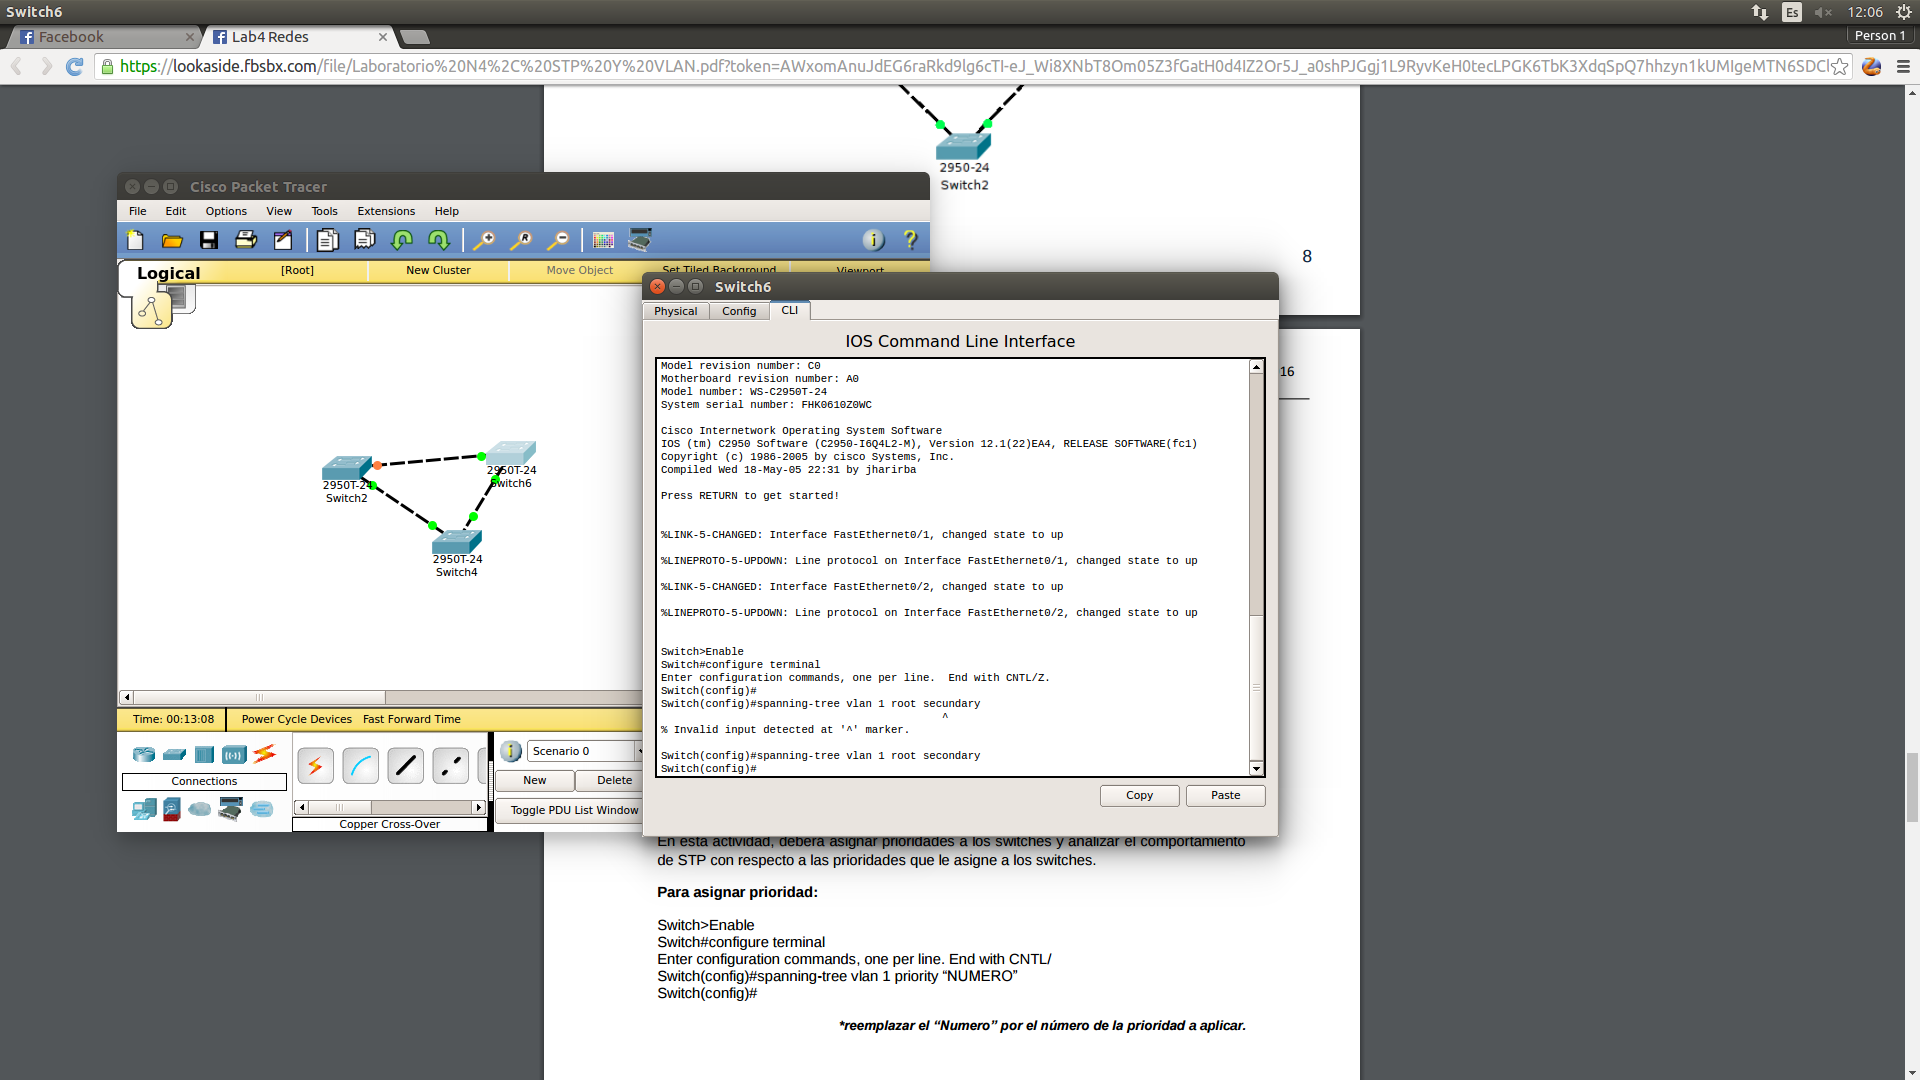 Switch6
Es
12:06
Facebook
Lab4 Redes
Person 1
https://lookaside.fbsbx.com/file/Laboratorio%20N4%2C%20STP%20Y%20VLAN.pdf?token=
2950-24
Switch2
8
16
Cisco Packet Tracer
File Edit Options View Tools Extensions Help
Logical
[Root]
New Cluster
Move Object
Set Tiled Background
Viewport
2950T-24
Switch2
2950T-24
Switch6
2950T-24
Switch4
Time: 00:13:08
Power Cycle Devices
Fast Forward Time
Connections
Copper Cross-Over
Scenario 0
New
Delete
Toggle PDU List Window
Switch6
Physical
Config
CLI
IOS Command Line Interface
Model revision number: C0
Motherboard revision number: A0
Model number: WS-C2950T-24
System serial number: FHK0610Z0WC
Cisco Internetwork Operating System Software
IOS (tm) C2950 Software (C2950-I6Q4L2-M), Version 12.1(22)EA4, RELEASE SOFTWARE(fc1)
Copyright (c) 1986-2005 by cisco Systems, Inc.
Compiled Wed 18-May-05 22:31 by jharirba
Press RETURN to get started!
%LINK-5-CHANGED: Interface FastEthernet0/1, changed state to up
%LINEPROTO-5-UPDOWN: Line protocol on Interface FastEthernet0/1, changed state to up
%LINK-5-CHANGED: Interface FastEthernet0/2, changed state to up
%LINEPROTO-5-UPDOWN: Line protocol on Interface FastEthernet0/2, changed state to up
Switch>Enable
Switch#configure terminal
Enter configuration commands, one per line.  End with CNTL/Z.
Switch(config)#
Switch(config)#spanning-tree vlan 1 root secundary
^
% Invalid input detected at '^' marker.
Switch(config)#spanning-tree vlan 1 root secondary
Switch(config)#
Copy
Paste
En esta actividad, deberá asignar prioridades a los switches y analizar el comportamiento
de STP con respecto a las prioridades que le asigne a los switches.
Para asignar prioridad:
Switch>Enable
Switch#configure terminal
Enter configuration commands, one per line. End with CNTL/
Switch(config)#spanning-tree vlan 1 priority “NUMERO”
Switch(config)#
*reemplazar el “Numero” por el número de la prioridad a aplicar.